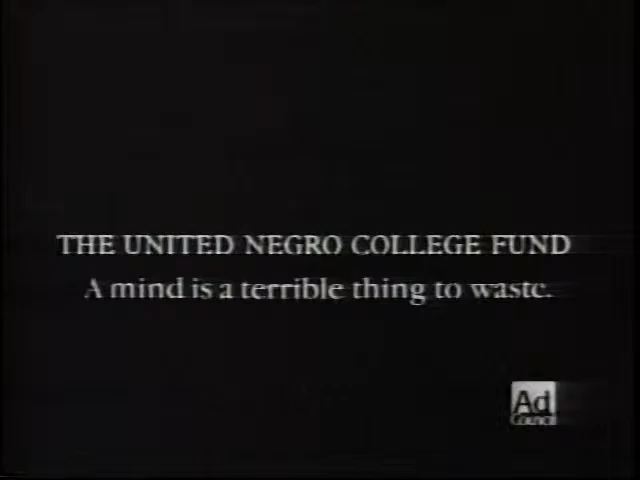 THE UNITED NEGRO COLLEGE FUND
A mind is a terrible thing to waste.
Ad
Council